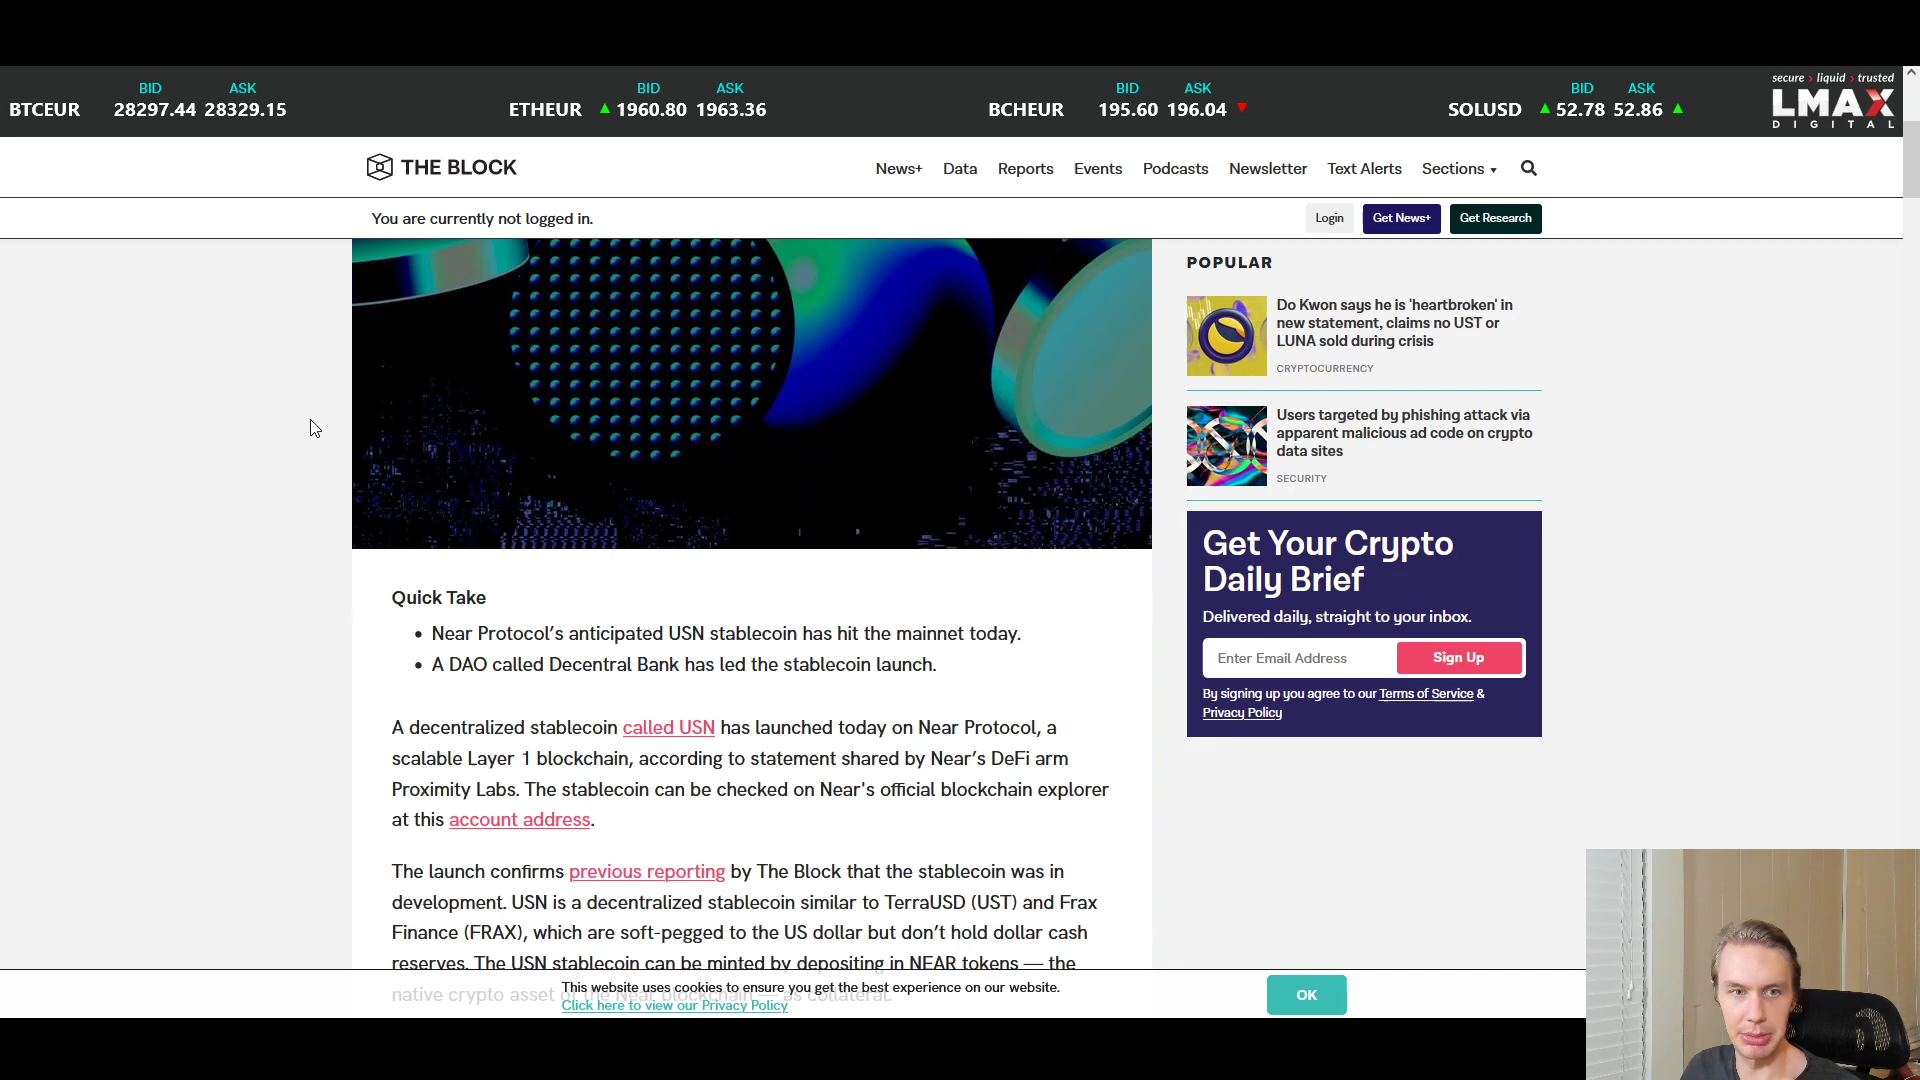 secure › liquid › trusted
BID ASK BID ASK BID ASK BID ASK
BTCEUR 28297.44 28329.15 ETHEUR ▲ 1960.80 1963.36 BCHEUR 195.60 196.04 ▼ SOLUSD ▲ 52.78 52.86 ▲
LMAX
DIGITAL
THE BLOCK
News+ Data Reports Events Podcasts Newsletter Text Alerts Sections ▾
You are currently not logged in.
Login Get News+ Get Research
POPULAR
Do Kwon says he is 'heartbroken' in
new statement, claims no UST or
LUNA sold during crisis
CRYPTOCURRENCY
Users targeted by phishing attack via
apparent malicious ad code on crypto
data sites
SECURITY
Get Your Crypto
Daily Brief
Delivered daily, straight to your inbox.
Enter Email Address Sign Up
By signing up you agree to our Terms of Service &
Privacy Policy
Quick Take
• Near Protocol’s anticipated USN stablecoin has hit the mainnet today.
• A DAO called Decentral Bank has led the stablecoin launch.
A decentralized stablecoin called USN has launched today on Near Protocol, a
scalable Layer 1 blockchain, according to statement shared by Near’s DeFi arm
Proximity Labs. The stablecoin can be checked on Near's official blockchain explorer
at this account address.
The launch confirms previous reporting by The Block that the stablecoin was in
development. USN is a decentralized stablecoin similar to TerraUSD (UST) and Frax
Finance (FRAX), which are soft-pegged to the US dollar but don’t hold dollar cash
reserves. The USN stablecoin can be minted by depositing in NEAR tokens — the
native crypto asset of the Near blockchain — as collateral.
This website uses cookies to ensure you get the best experience on our website.
Click here to view our Privacy Policy
OK